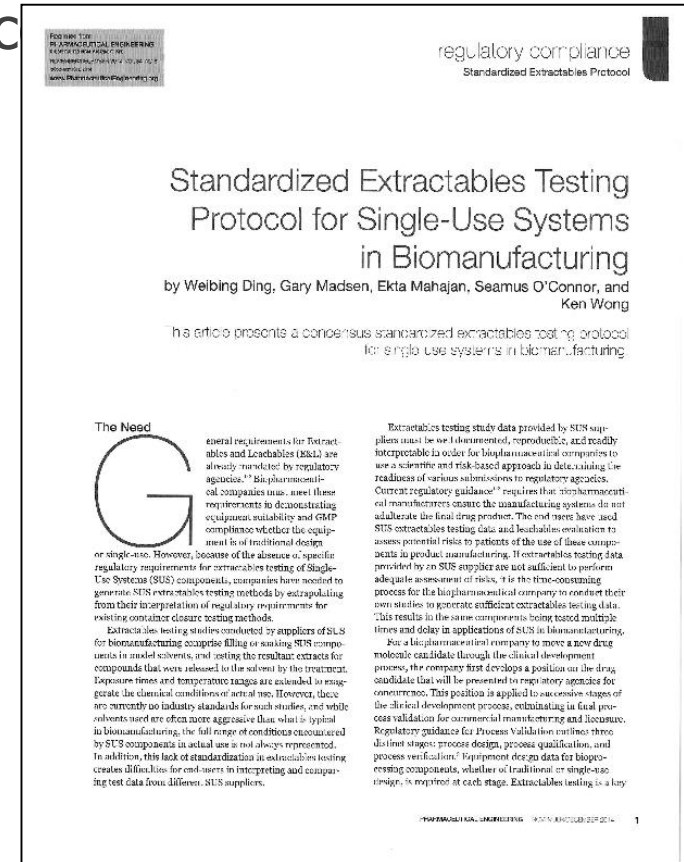 C
Reprinted from
PHARMACEUTICAL ENGINEERING
www.PharmaceuticalEngineering.org
regulatory compliance
Standardized Extractables Protocol
Standardized Extractables Testing
Protocol for Single-Use Systems
in Biomanufacturing
by Weibing Ding, Gary Madsen, Ekta Mahajan, Seamus O'Connor, and
Ken Wong
This article presents a concensus standardized extractables testing protocol
for single-use systems in biomanufacturing.
The Need
General requirements for Extract-
ables and Leachables (E&L) are
already mandated by regulatory
agencies. Biopharmaceuti-
cal companies must meet these
requirements in demonstrating
equipment suitability and GMP
compliance whether the equip-
ment is of traditional design
or single-use. However, because of the absence of specific
regulatory requirements for extractables testing of Single-
Use Systems (SUS) components, companies have needed to
generate SUS extractables testing methods by extrapolating
from their interpretation of regulatory requirements for
existing container closure testing methods.
Extractables testing studies conducted by suppliers of SUS
for biomanufacturing comprise filling or soaking SUS compo-
nents in model solvents, and testing the resultant extracts for
compounds that were released to the solvent by the treatment.
Exposure times and temperature ranges are extended to exag-
gerate the chemical conditions of actual use. However, there
are currently no industry standards for such studies, and while
solvents used are often more aggressive than what is typical
in biomanufacturing, the full range of conditions encountered
by SUS components in actual use is not always represented.
In addition, this lack of standardization in extractables testing
creates difficulties for end-users in interpreting and compar-
ing test data from different SUS suppliers.
Extractables testing study data provided by SUS sup-
pliers must be well documented, reproducible, and readily
interpretable in order for biopharmaceutical companies to
use a scientific and risk-based approach in determining the
readiness of various submissions to regulatory agencies.
Current regulatory guidance requires that biopharmaceuti-
cal manufacturers ensure the manufacturing systems do not
adulterate the final drug product. The end users have used
SUS extractables testing data and leachables evaluation to
assess potential risks to patients of the use of these compo-
nents in product manufacturing. If extractables testing data
provided by an SUS supplier are not sufficient to perform
adequate assessment of risks, it is the time-consuming
process for the biopharmaceutical company to conduct their
own studies to generate sufficient extractables testing data.
This results in the same components being tested multiple
times and delay in applications of SUS in biomanufacturing.
For a biopharmaceutical company to move a new drug
molecule candidate through the clinical development
process, the company first develops a position on the drug
candidate that will be presented to regulatory agencies for
concurrence. This position is applied to successive stages of
the clinical development process, culminating in final pro-
cess validation for commercial manufacturing and licensure.
Regulatory guidance for Process Validation outlines three
distinct stages: process design, process qualification, and
process verification. Equipment design data for biopro-
cessing components, whether of traditional or single-use
design, is required at each stage. Extractables testing is a key
PHARMACEUTICAL ENGINEERING NOVEMBER/DECEMBER 2014 1